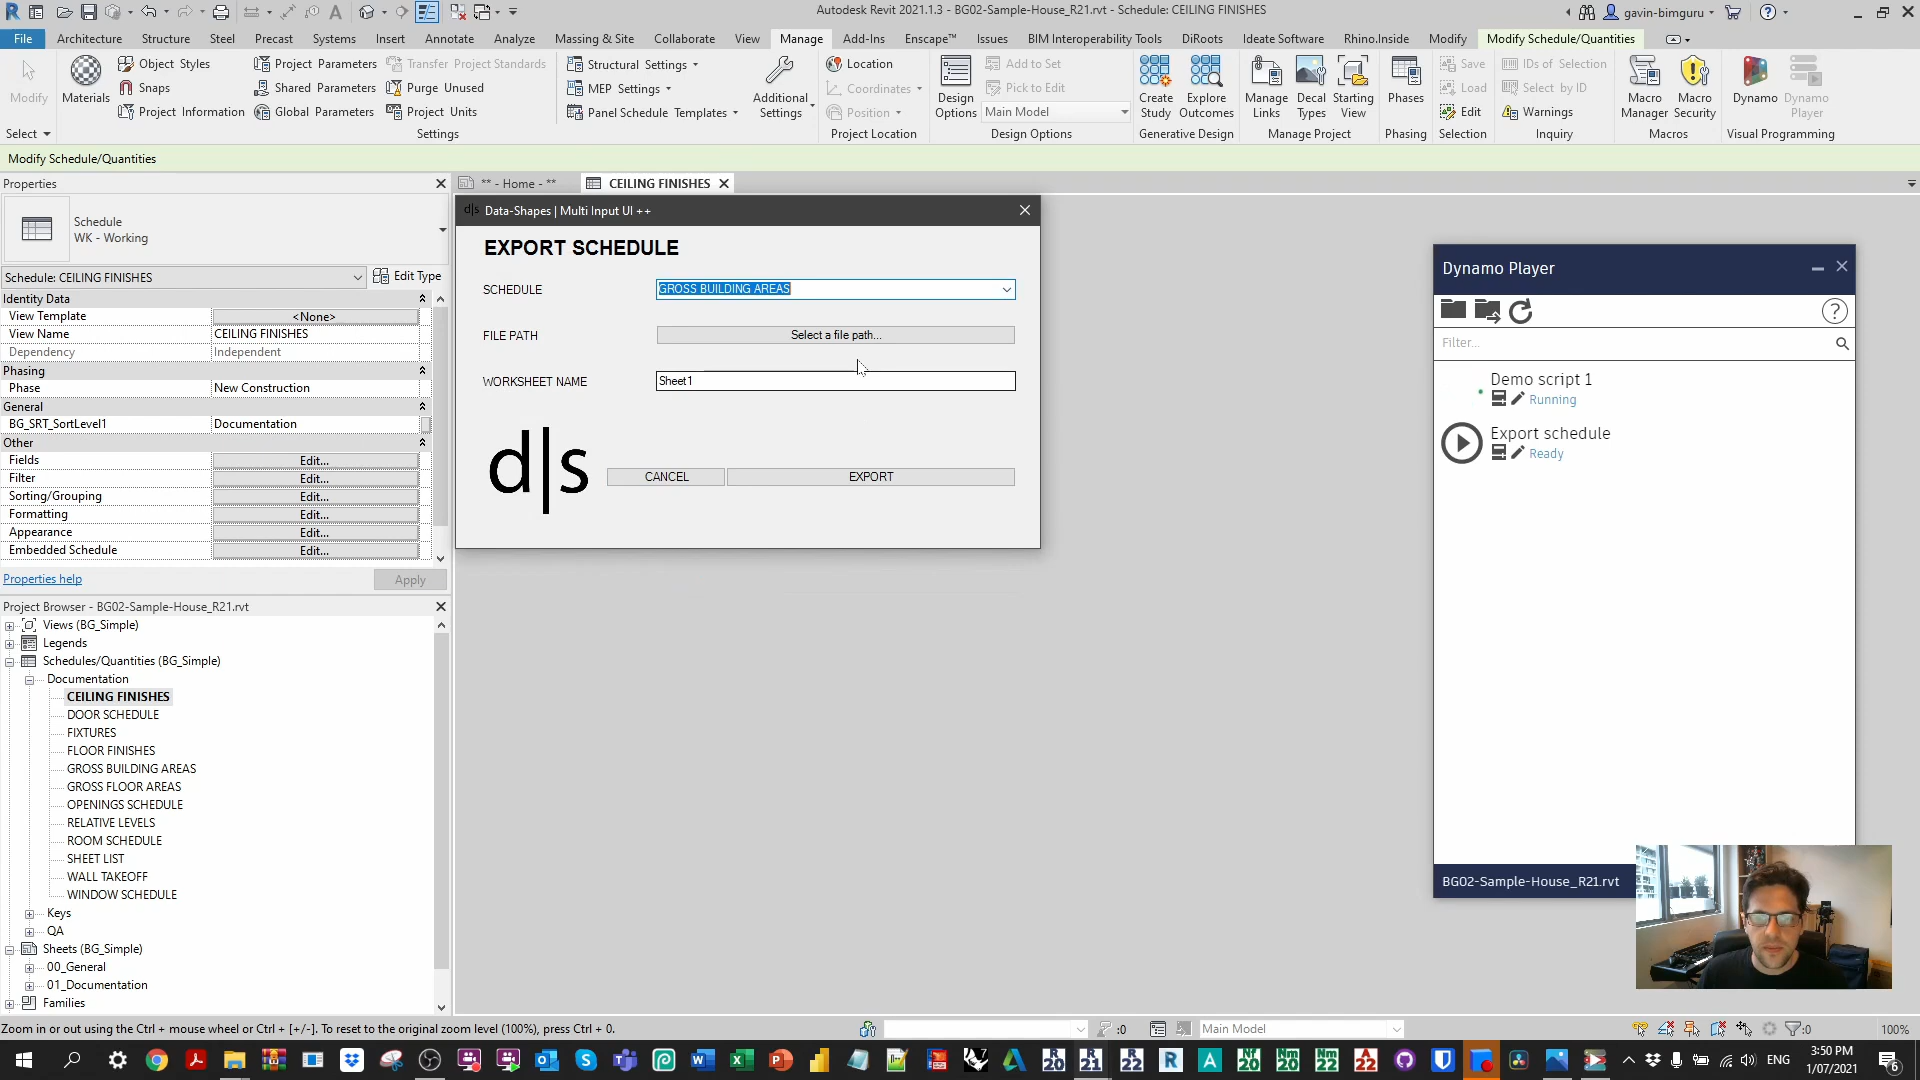 Autodesk Revit 2021.1.3 - BG02-Sample-House_R21.rvt - Schedule: CEILING FINISHES
gavin-bimguru
File Architecture Structure Steel Precast Systems Insert Annotate Analyze Massing & Site Collaborate View Manage Add-Ins Enscape™ Issues BIM Interoperability Tools DiRoots Ideate Software Rhino.Inside Modify Modify Schedule/Quantities
Modify
Select
Materials
Object Styles
Snaps
Project Information
Project Parameters
Shared Parameters
Global Parameters
Transfer Project Standards
Purge Unused
Project Units
Settings
Structural Settings
MEP Settings
Panel Schedule Templates
Additional Settings
Location
Coordinates
Position
Project Location
Design Options
Add to Set
Pick to Edit
Main Model
Design Options
Create Study
Explore Outcomes
Generative Design
Manage Links
Decal Types
Starting View
Manage Project
Phases
Phasing
Save
Load
Edit
Selection
IDs of Selection
Select by ID
Warnings
Inquiry
Macro Manager
Macro Security
Macros
Dynamo
Dynamo Player
Visual Programming
Modify Schedule/Quantities
Properties
Schedule
WK - Working
Schedule: CEILING FINISHES
Edit Type
Identity Data
View Template <None>
View Name CEILING FINISHES
Dependency Independent
Phasing
Phase New Construction
General
BG_SRT_SortLevel1 Documentation
Other
Fields Edit...
Filter Edit...
Sorting/Grouping Edit...
Formatting Edit...
Appearance Edit...
Embedded Schedule Edit...
Properties help
Apply
Project Browser - BG02-Sample-House_R21.rvt
Views (BG_Simple)
Legends
Schedules/Quantities (BG_Simple)
Documentation
CEILING FINISHES
DOOR SCHEDULE
FIXTURES
FLOOR FINISHES
GROSS BUILDING AREAS
GROSS FLOOR AREAS
OPENINGS SCHEDULE
RELATIVE LEVELS
ROOM SCHEDULE
SHEET LIST
WALL TAKEOFF
WINDOW SCHEDULE
Keys
QA
Sheets (BG_Simple)
00_General
01_Documentation
Families
** - Home - **
CEILING FINISHES
d|s Data-Shapes | Multi Input UI ++
EXPORT SCHEDULE
SCHEDULE GROSS BUILDING AREAS
FILE PATH Select a file path...
WORKSHEET NAME Sheet1
d|s
CANCEL EXPORT
Dynamo Player
Filter...
Demo script 1
Running
Export schedule
Ready
BG02-Sample-House_R21.rvt
Zoom in or out using the Ctrl + mouse wheel or Ctrl + [+/-]. To reset to the original zoom level (100%), press Ctrl + 0.
:0
Main Model
:0
100%
ENG
3:50 PM
1/07/2021
6